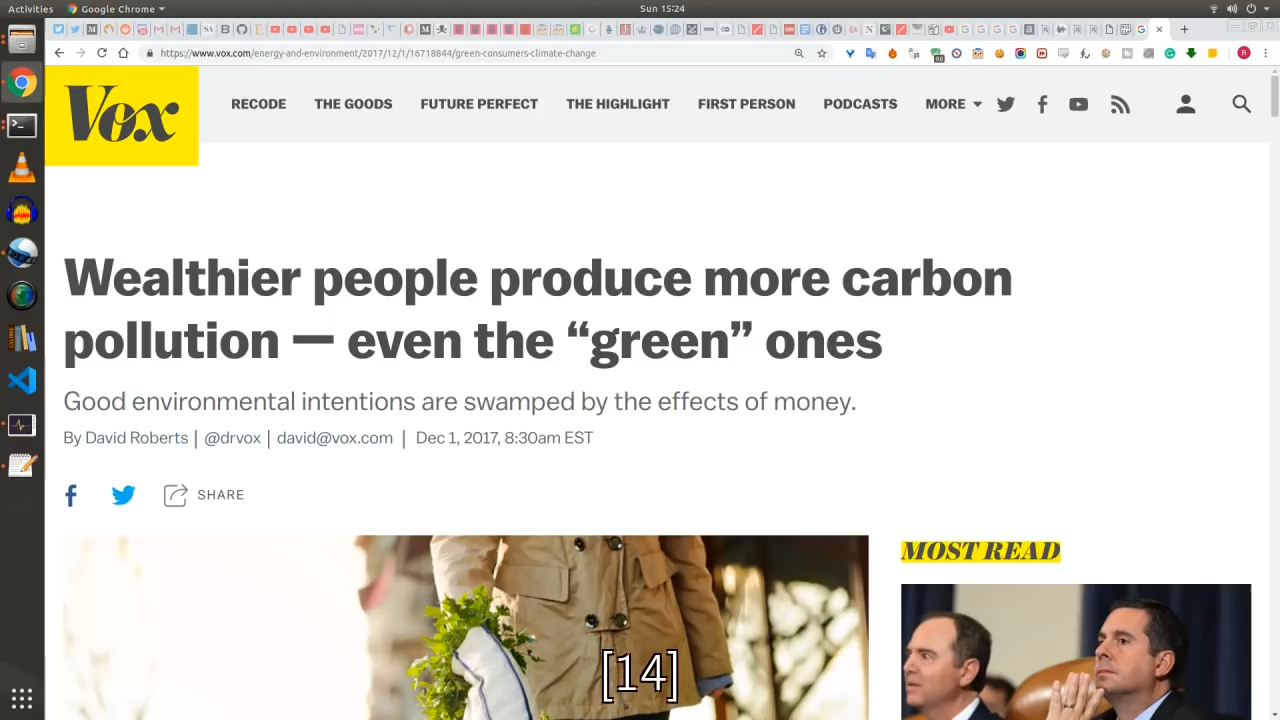 Activities
Google Chrome
Sun 15:24
https://www.vox.com/energy-and-environment/2017/12/1/16718844/green-consumers-climate-change
Vox
RECODE THE GOODS FUTURE PERFECT THE HIGHLIGHT FIRST PERSON PODCASTS MORE
Wealthier people produce more carbon
pollution — even the “green” ones
Good environmental intentions are swamped by the effects of money.
By David Roberts | @drvox | david@vox.com | Dec 1, 2017, 8:30am EST
SHARE
MOST READ
[14]